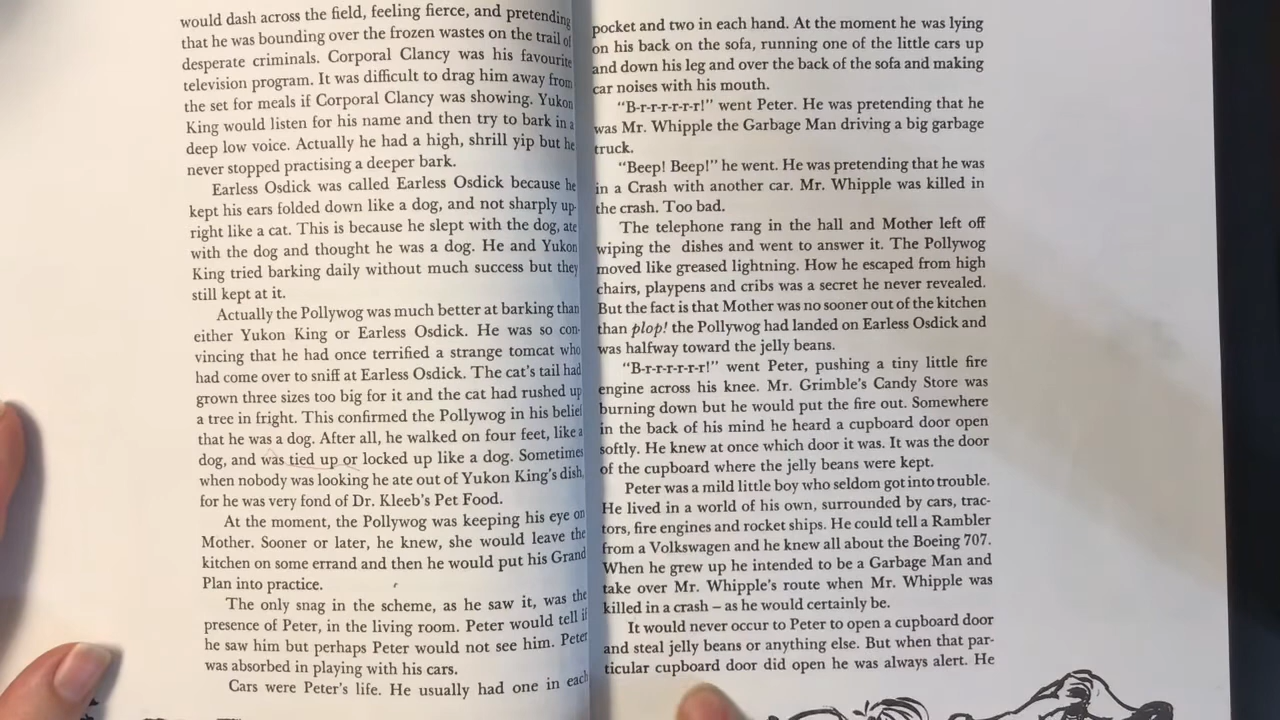 would dash across the field, feeling fierce, and pretending
that he was bounding over the frozen wastes on the trail of
desperate criminals. Corporal Clancy was his favourite
television program. It was difficult to drag him away from
the set for meals if Corporal Clancy was showing. Yukon
King would listen for his name and then try to bark in a
deep low voice. Actually he had a high, shrill yip but he
never stopped practising a deeper bark.
Earless Osdick was called Earless Osdick because he
kept his ears folded down like a dog, and not sharply up-
right like a cat. This is because he slept with the dog, ate
with the dog and thought he was a dog. He and Yukon
King tried barking daily without much success but they
still kept at it.
Actually the Pollywog was much better at barking than
either Yukon King or Earless Osdick. He was so con-
vincing that he had once terrified a strange tomcat who
had come over to sniff at Earless Osdick. The cat's tail had
grown three sizes too big for it and the cat had rushed up
a tree in fright. This confirmed the Pollywog in his belief
that he was a dog. After all, he walked on four feet, like a
dog, and was tied up or locked up like a dog. Sometimes
when nobody was looking he ate out of Yukon King's dish,
for he was very fond of Dr. Kleeb's Pet Food.
At the moment, the Pollywog was keeping his eye on
Mother. Sooner or later, he knew, she would leave the
kitchen on some errand and then he would put his Grand
Plan into practice.
The only snag in the scheme, as he saw it, was the
presence of Peter, in the living room. Peter would tell if
he saw him but perhaps Peter would not see him. Peter
was absorbed in playing with his cars.
Cars were Peter's life. He usually had one in each
pocket and two in each hand. At the moment he was lying
on his back on the sofa, running one of the little cars up
and down his leg and over the back of the sofa and making
car noises with his mouth.
"B-r-r-r-r-r!" went Peter. He was pretending that he
was Mr. Whipple the Garbage Man driving a big garbage
truck.
"Beep! Beep!" he went. He was pretending that he was
in a Crash with another car. Mr. Whipple was killed in
the crash. Too bad.
The telephone rang in the hall and Mother left off
wiping the dishes and went to answer it. The Pollywog
moved like greased lightning. How he escaped from high
chairs, playpens and cribs was a secret he never revealed.
But the fact is that Mother was no sooner out of the kitchen
than plop! the Pollywog had landed on Earless Osdick and
was halfway toward the jelly beans.
"B-r-r-r-r-r!" went Peter, pushing a tiny little fire
engine across his knee. Mr. Grimble's Candy Store was
burning down but he would put the fire out. Somewhere
in the back of his mind he heard a cupboard door open
softly. He knew at once which door it was. It was the door
of the cupboard where the jelly beans were kept.
Peter was a mild little boy who seldom got into trouble.
He lived in a world of his own, surrounded by cars, trac-
tors, fire engines and rocket ships. He could tell a Rambler
from a Volkswagen and he knew all about the Boeing 707.
When he grew up he intended to be a Garbage Man and
take over Mr. Whipple's route when Mr. Whipple was
killed in a crash – as he would certainly be.
It would never occur to Peter to open a cupboard door
and steal jelly beans or anything else. But when that par-
ticular cupboard door did open he was always alert. He